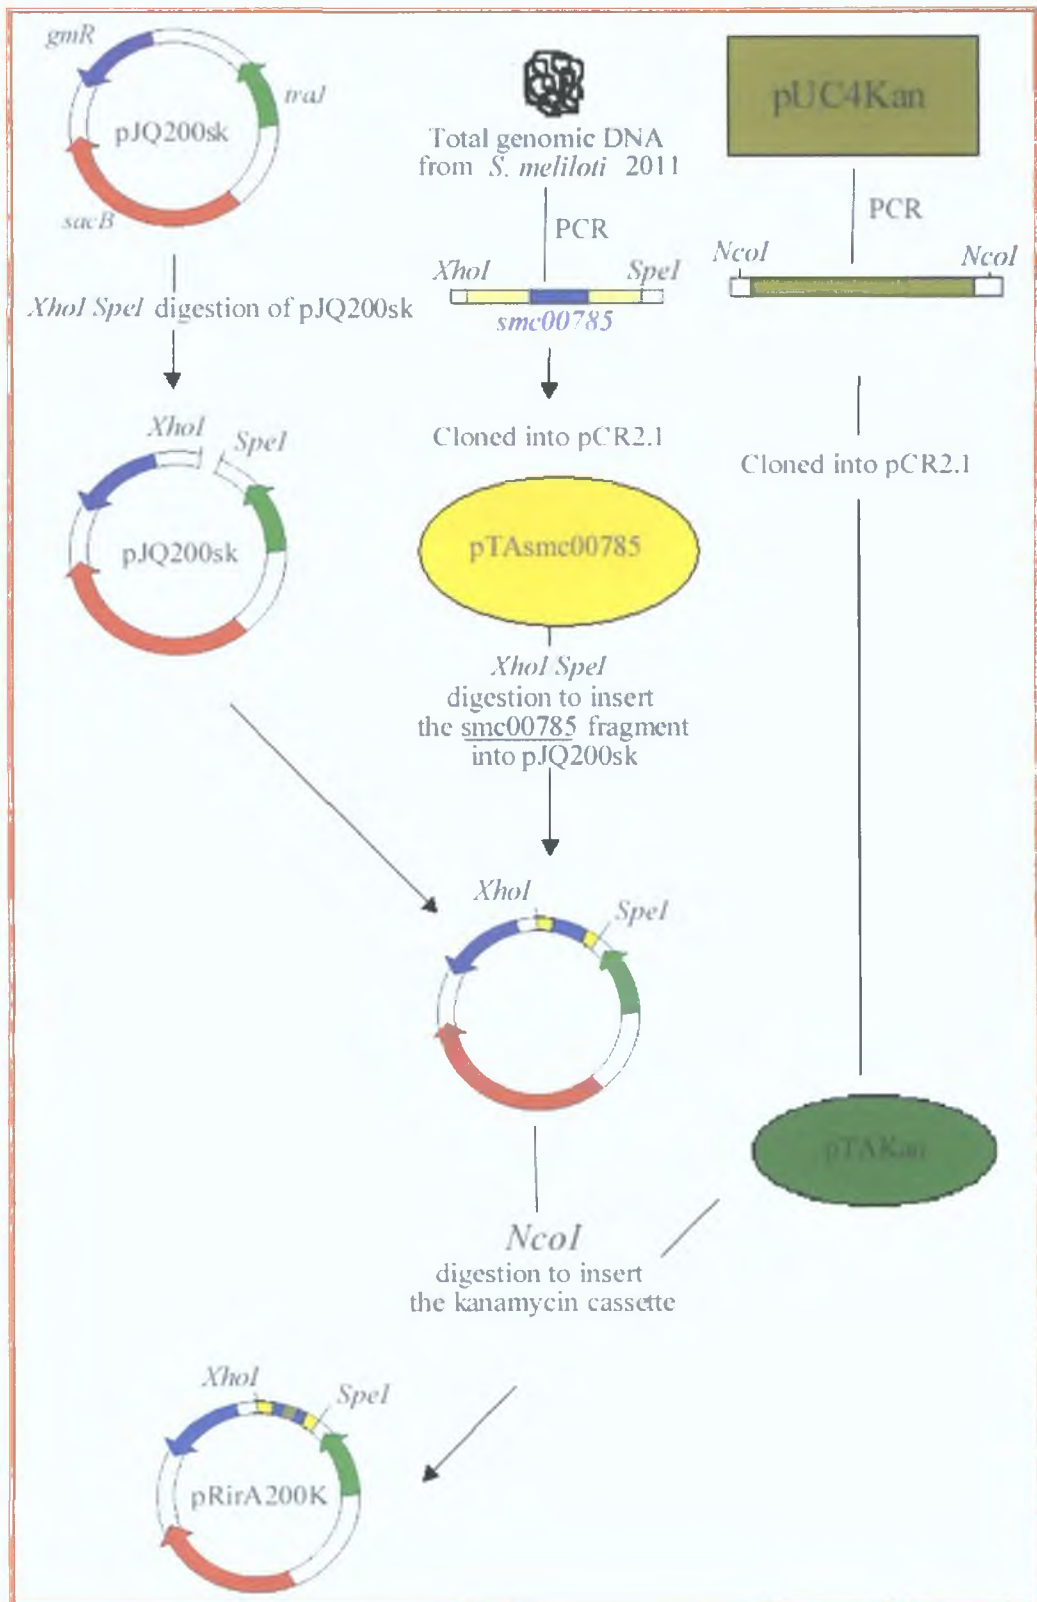 gmR
traJ
pJQ200sk
sacB
XhoI SpeI digestion of pJQ200sk
XhoI
SpeI
pJQ200sk
Total genomic DNA
from S. meliloti 2011
PCR
XhoI
SpeI
smc00785
Cloned into pCR2.1
pTAsmc00785
XhoI SpeI
digestion to insert
the smc00785 fragment
into pJQ200sk
pUC4Kan
PCR
NcoI
NcoI
Cloned into pCR2.1
pTAKan
XhoI
SpeI
NcoI
digestion to insert
the kanamycin cassette
XhoI
SpeI
pRirA200K